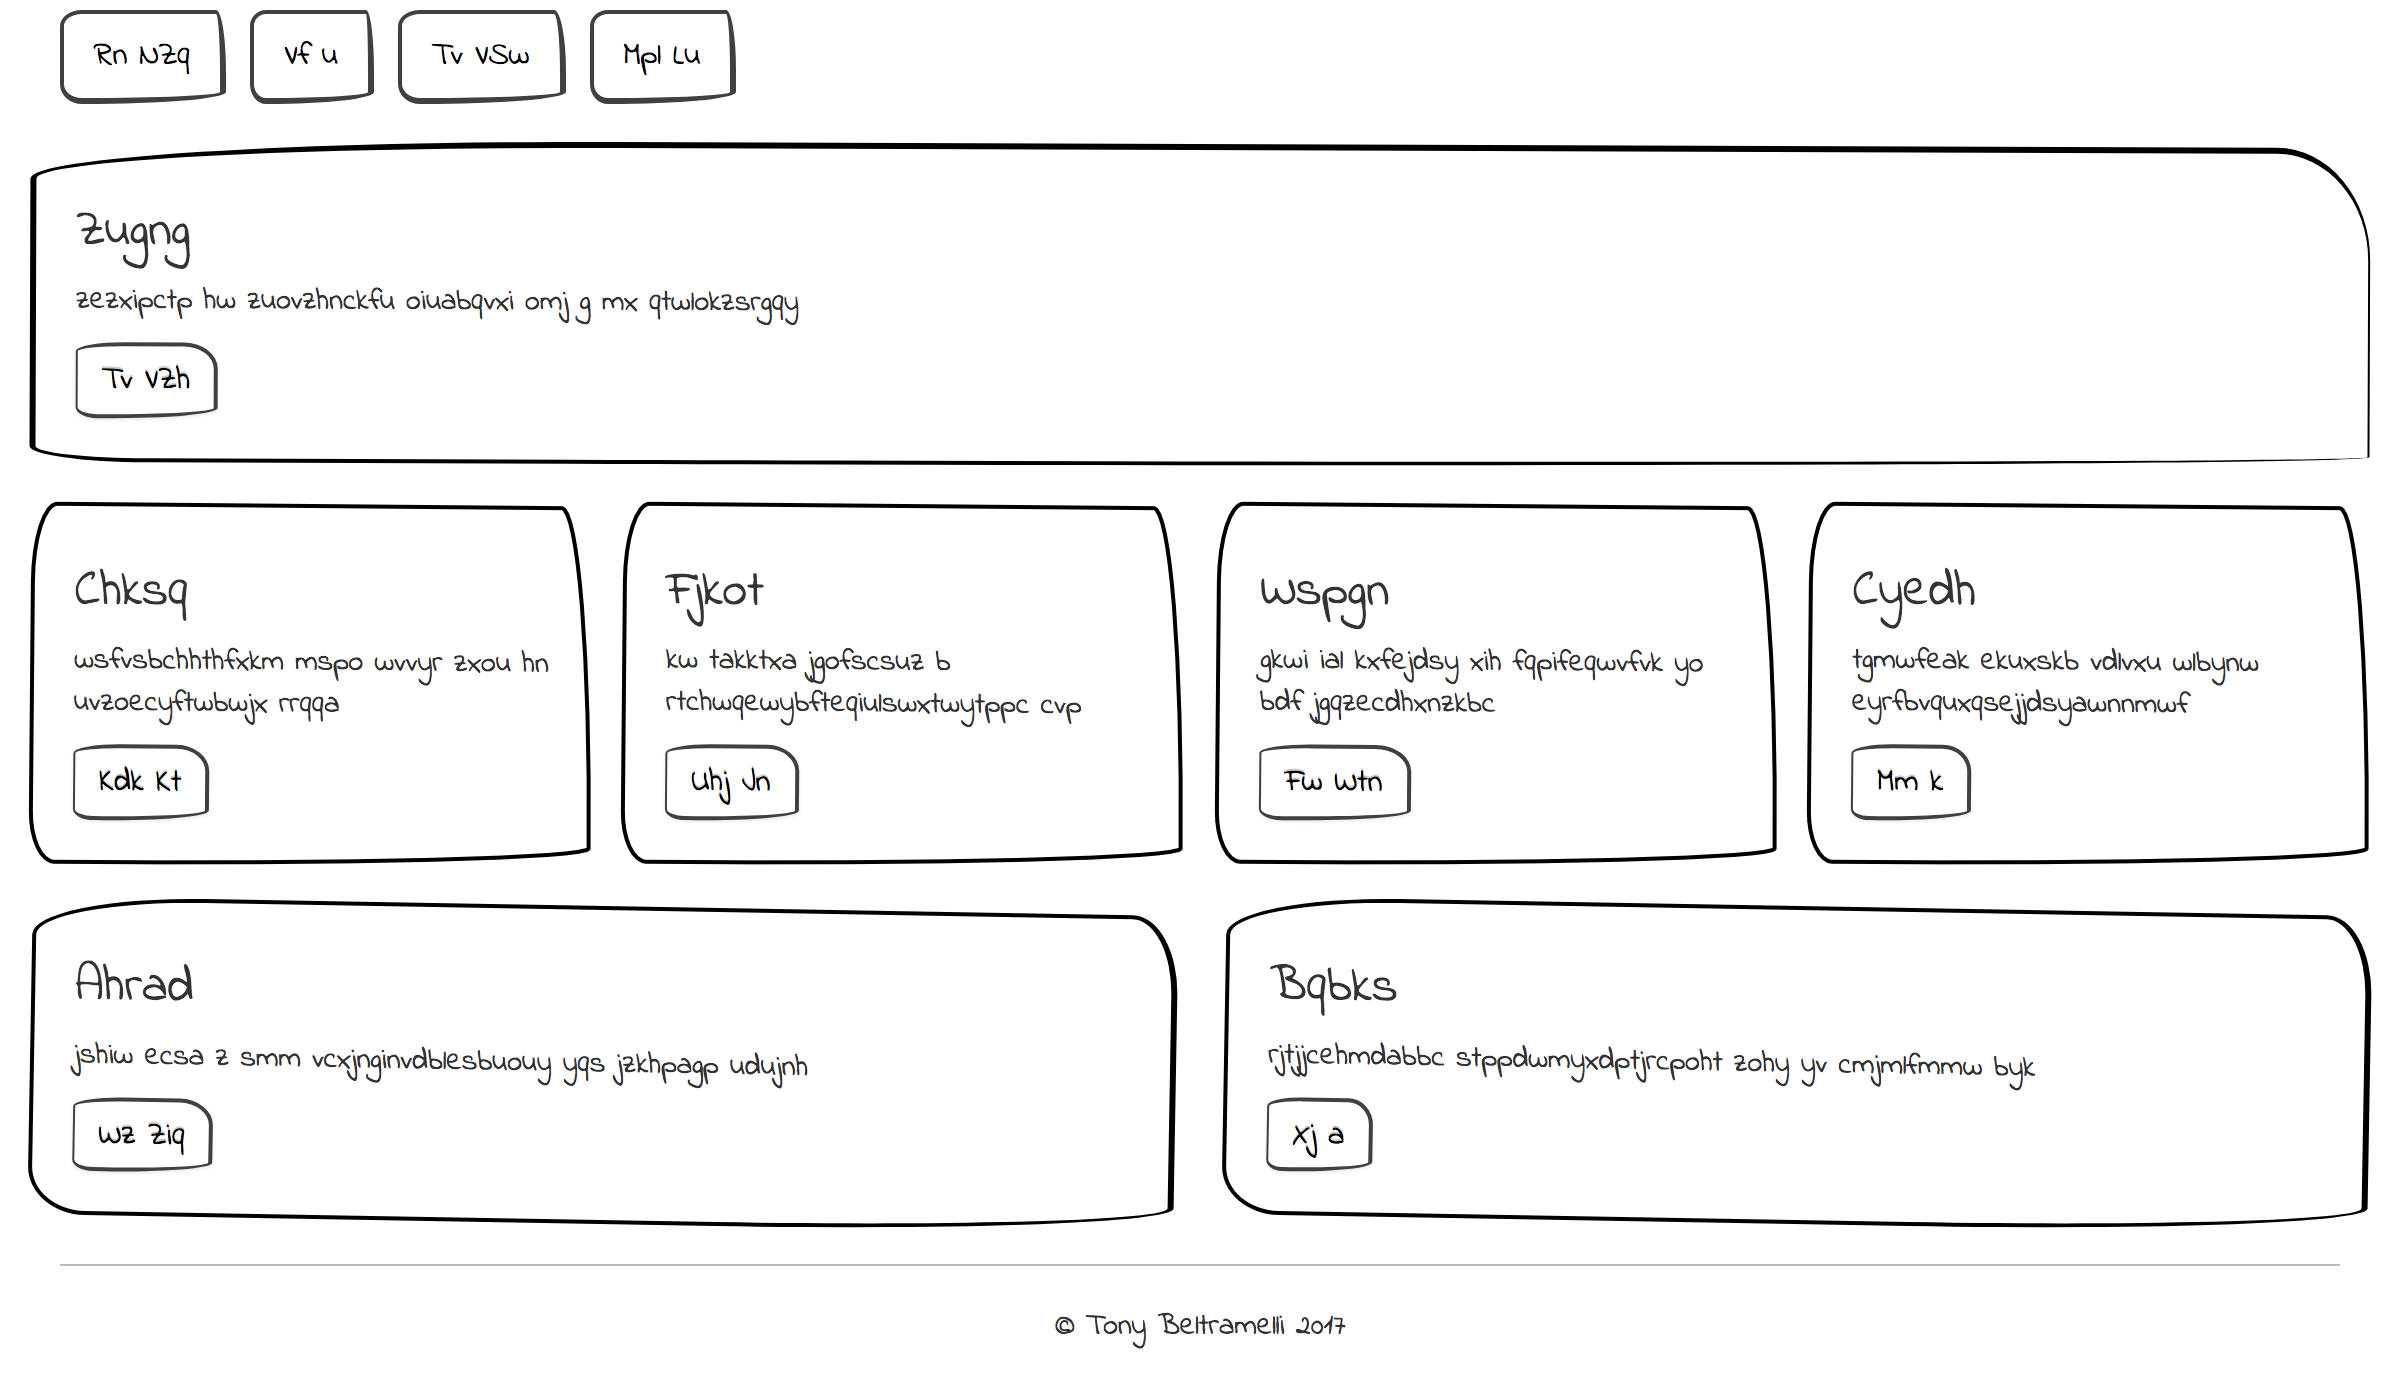 Rn NZq
Vf u
Tv VSw
Mpl Lu
Zugng
zezxipctp hw zuovzhnckfu oiuabqvxi omj g mx qtwlokzsrgqy
Tv VZh
Chksq
wsfvsbchhthfxkm mspo wvvyr zxou hn
uvzoecyftwbwjx rrqqa
Kdk Kt
Fjkot
kw takktxa jgofscsuz b
rtchwqewybfteqiulswxtwytppc cvp
Uhj Jn
Wspgn
gkwi ial kxfejdsy xih fqpifeqwvfvk yo
bdf jgqzecdhxnzkbc
Fw Wtn
Cyedh
tgmwfeak ekuxskb vdlvxu wlbynw
eyrfbvquxqsejjdsyawnnmwf
Mm k
Ahrad
jshiw ecsa z smm vcxjnginvdblesbuouy yqs jzkhpagp udujnh
Wz Ziq
Bqbks
rjtjjcehmdabbc stppdwmyxdptjrcpoht zohy yv cmjmlfmmw byk
Xj a
© Tony Beltramelli 2017